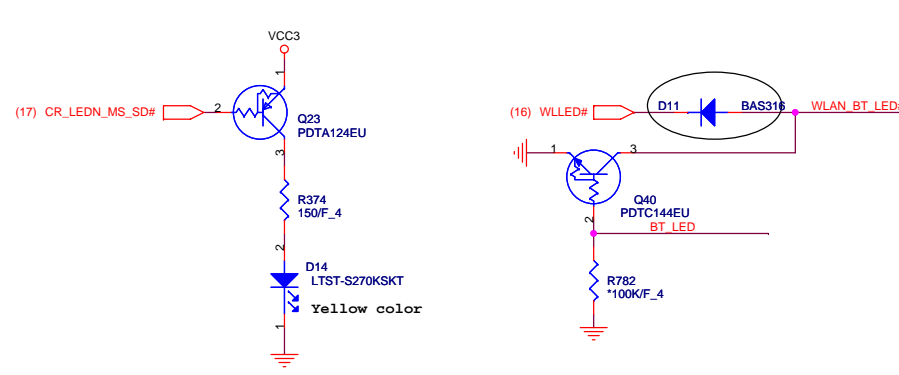 VCC3
1
(17) CR_LEDN_MS_SD#
2
Q23
PDTA124EU
3
R374
150/F_4
2
D14
LTST-S270KSKT
Yellow color
1
(16) WLLED#
D11
BAS316
WLAN_BT_LED#
1
3
Q40
PDTC144EU
2
BT_LED
R782
*100K/F_4